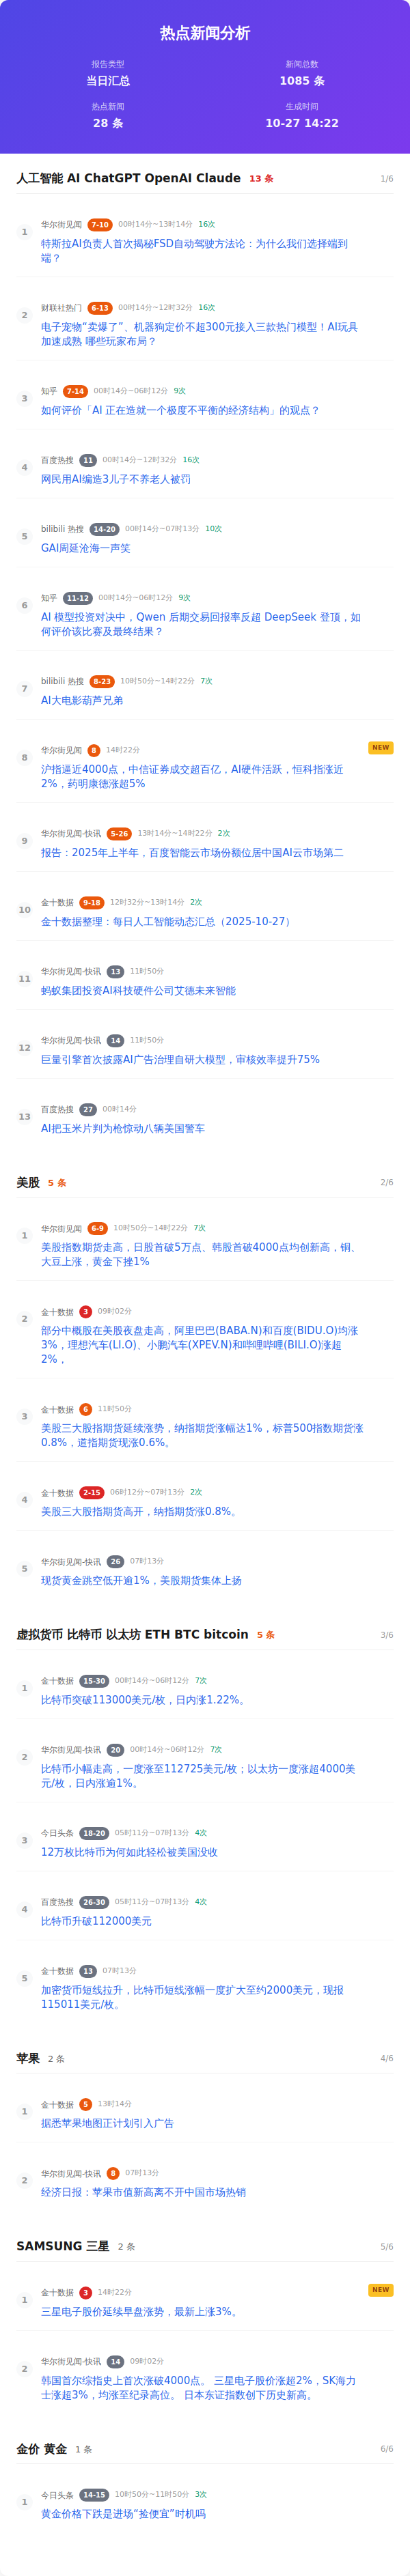 热点新闻分析
报告类型
新闻总数
当日汇总
1085 条
热点新闻
生成时间
28 条
10-27 14:22
人工智能 AI ChatGPT OpenAI Claude 13 条 1/6
1
华尔街见闻 7-10 00时14分~13时14分 16次
特斯拉AI负责人首次揭秘FSD自动驾驶方法论：为什么们选择端到
端？
2
财联社热门 6-13 00时14分~12时32分 16次
电子宠物“卖爆了”、机器狗定价不超300元接入三款热门模型！AI玩具
加速成熟 哪些玩家布局？
3
知乎 7-14 00时14分~06时12分 9次
如何评价「AI 正在造就一个极度不平衡的经济结构」的观点？
4
百度热搜 11 00时14分~12时32分 16次
网民用AI编造3儿子不养老人被罚
5
bilibili 热搜 14-20 00时14分~07时13分 10次
GAI周延沧海一声笑
6
知乎 11-12 00时14分~06时12分 9次
AI 模型投资对决中，Qwen 后期交易回报率反超 DeepSeek 登顶，如
何评价该比赛及最终结果？
7
bilibili 热搜 8-23 10时50分~14时22分 7次
AI大电影葫芦兄弟
8
华尔街见闻 8 14时22分 NEW
沪指逼近4000点，中信证券成交超百亿，AI硬件活跃，恒科指涨近
2%，药明康德涨超5%
9
华尔街见闻-快讯 5-26 13时14分~14时22分 2次
报告：2025年上半年，百度智能云市场份额位居中国AI云市场第二
10
金十数据 9-18 12时32分~13时14分 2次
金十数据整理：每日人工智能动态汇总（2025-10-27）
11
华尔街见闻-快讯 13 11时50分
蚂蚁集团投资AI科技硬件公司艾德未来智能
12
华尔街见闻-快讯 14 11时50分
巨量引擎首次披露AI广告治理自研大模型，审核效率提升75%
13
百度热搜 27 00时14分
AI把玉米片判为枪惊动八辆美国警车
美股 5 条 2/6
1
华尔街见闻 6-9 10时50分~14时22分 7次
美股指数期货走高，日股首破5万点、韩股首破4000点均创新高，铜、
大豆上涨，黄金下挫1%
2
金十数据 3 09时02分
部分中概股在美股夜盘走高，阿里巴巴(BABA.N)和百度(BIDU.O)均涨
3%，理想汽车(LI.O)、小鹏汽车(XPEV.N)和哔哩哔哩(BILI.O)涨超
2%，
3
金十数据 6 11时50分
美股三大股指期货延续涨势，纳指期货涨幅达1%，标普500指数期货涨
0.8%，道指期货现涨0.6%。
4
金十数据 2-15 06时12分~07时13分 2次
美股三大股指期货高开，纳指期货涨0.8%。
5
华尔街见闻-快讯 26 07时13分
现货黄金跳空低开逾1%，美股期货集体上扬
虚拟货币 比特币 以太坊 ETH BTC bitcoin 5 条 3/6
1
金十数据 15-30 00时14分~06时12分 7次
比特币突破113000美元/枚，日内涨1.22%。
2
华尔街见闻-快讯 20 00时14分~06时12分 7次
比特币小幅走高，一度涨至112725美元/枚；以太坊一度涨超4000美
元/枚，日内涨逾1%。
3
今日头条 18-20 05时11分~07时13分 4次
12万枚比特币为何如此轻松被美国没收
4
百度热搜 26-30 05时11分~07时13分 4次
比特币升破112000美元
5
金十数据 13 07时13分
加密货币短线拉升，比特币短线涨幅一度扩大至约2000美元，现报
115011美元/枚。
苹果 2 条 4/6
1
金十数据 5 13时14分
据悉苹果地图正计划引入广告
2
华尔街见闻-快讯 8 07时13分
经济日报：苹果市值新高离不开中国市场热销
SAMSUNG 三星 2 条 5/6
1
金十数据 3 14时22分 NEW
三星电子股价延续早盘涨势，最新上涨3%。
2
华尔街见闻-快讯 14 09时02分
韩国首尔综指史上首次涨破4000点。 三星电子股价涨超2%，SK海力
士涨超3%，均涨至纪录高位。 日本东证指数创下历史新高。
金价 黄金 1 条 6/6
1
今日头条 14-15 10时50分~11时50分 3次
黄金价格下跌是进场“捡便宜”时机吗